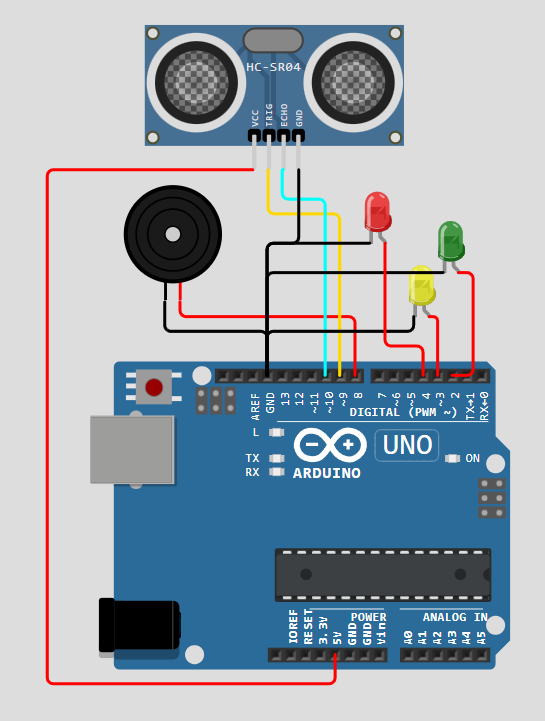 HC-SR04
VCC
TRIG
ECHO
GND
AREF
GND
13
12
~11
~10
~9
8
7
~6
~5
4
~3
2
TX→1
RX←0
DIGITAL (PWM ~)
L
TX
RX
ARDUINO
UNO
ON
POWER
ANALOG IN
IOREF
RESET
3.3V
5V
GND
GND
Vin
A0
A1
A2
A3
A4
A5